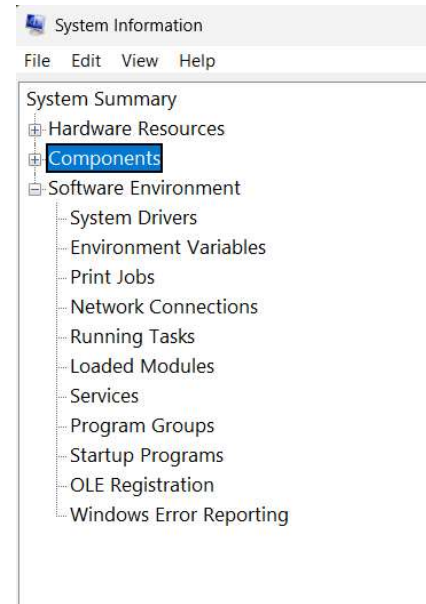 System Information
File Edit View Help
System Summary
Hardware Resources
Components
Software Environment
System Drivers
Environment Variables
Print Jobs
Network Connections
Running Tasks
Loaded Modules
Services
Program Groups
Startup Programs
OLE Registration
Windows Error Reporting